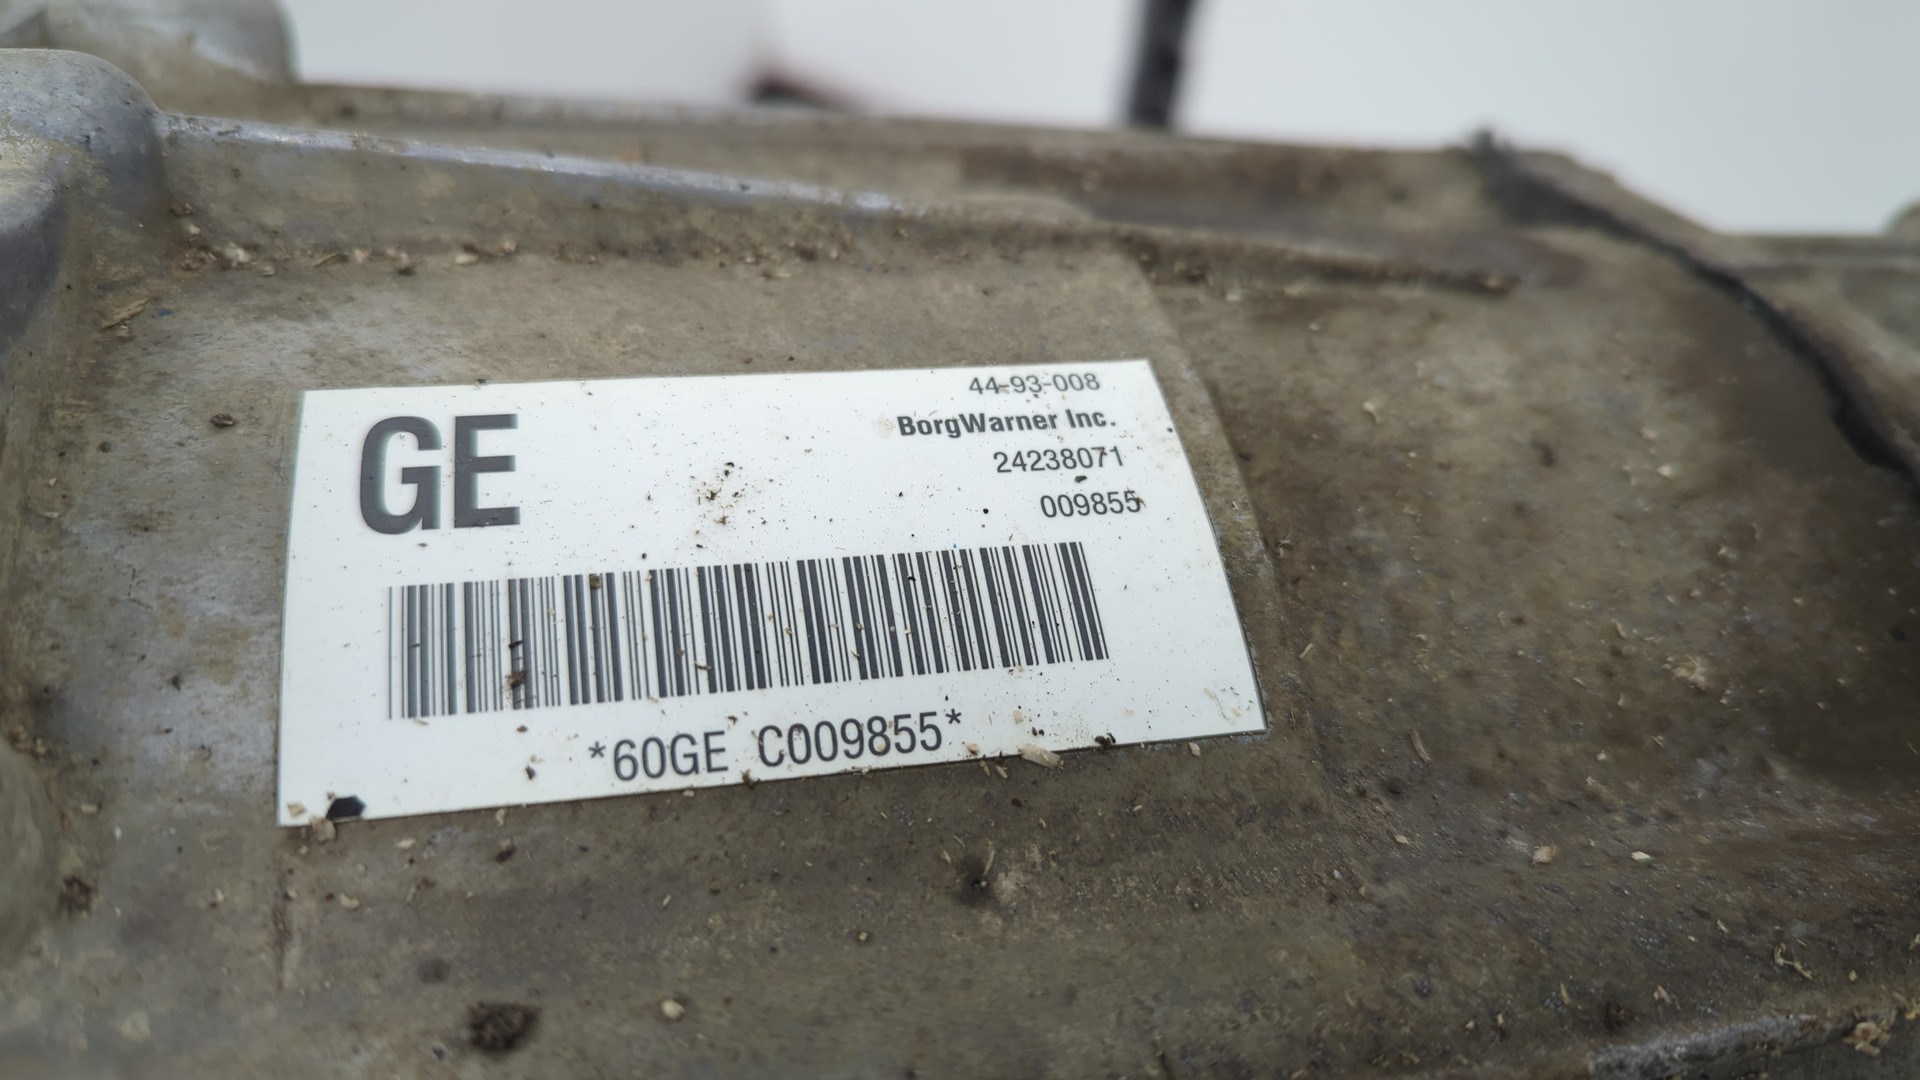 GE
44-93-008
BorgWarner Inc.
24238071
009855
*60GE C009855*